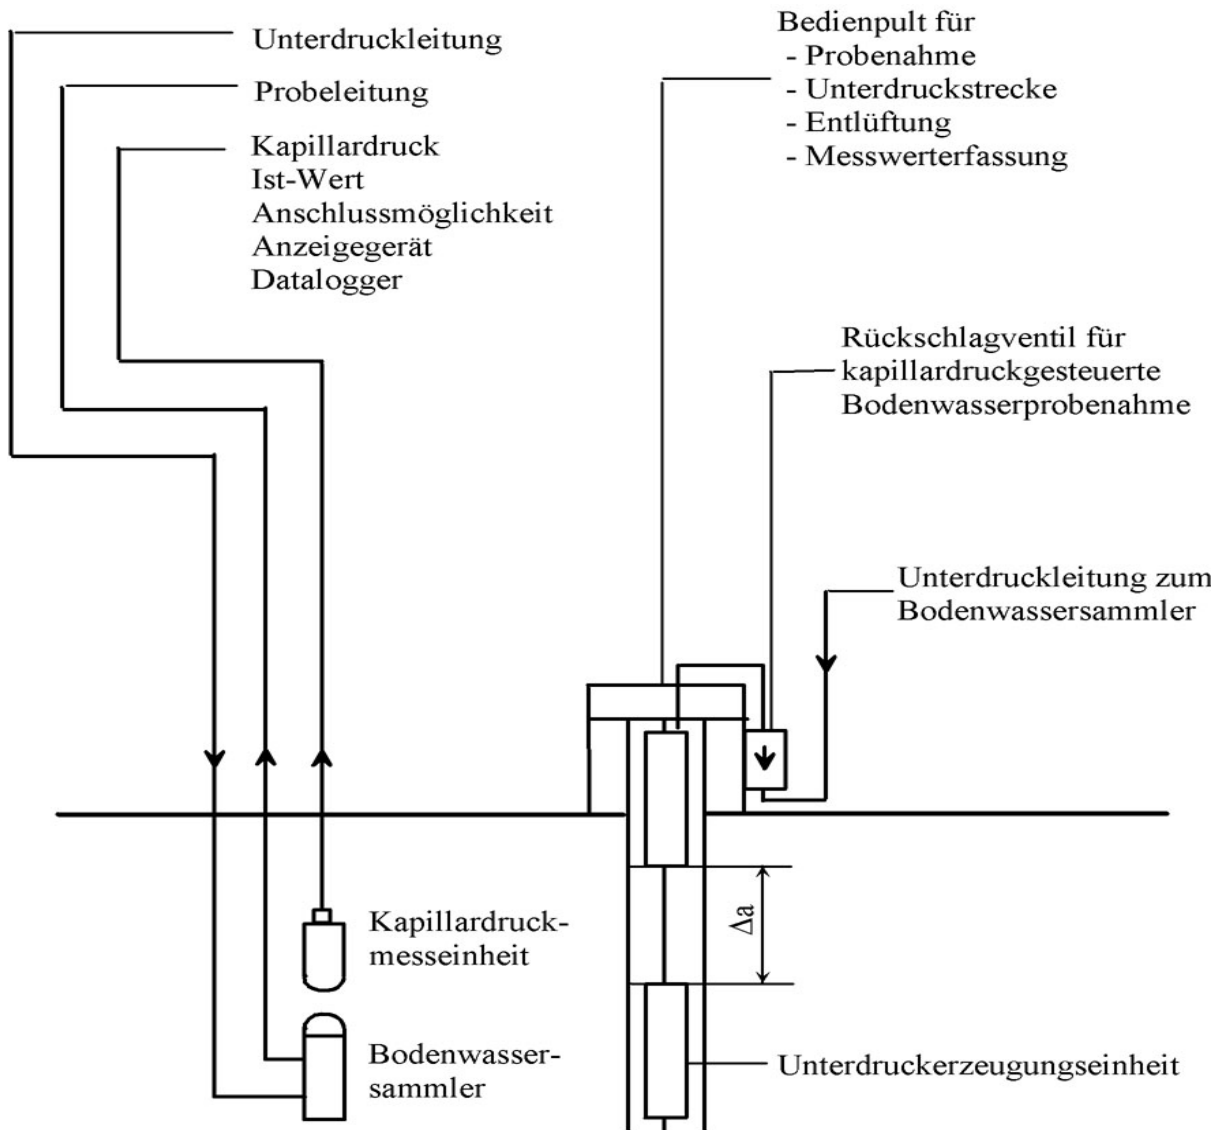 Unterdruckleitung
Probeleitung
Kapillardruck
Ist-Wert
Anschlussmöglichkeit
Anzeigegerät
Datalogger
Bedienpult für
- Probenahme
- Unterdruckstrecke
- Entlüftung
- Messwerterfassung
Rückschlagventil für
kapillardruckgesteuerte
Bodenwasserprobenahme
Unterdruckleitung zum
Bodenwassersammler
Kapillardruck-
messeinheit
Δa
Bodenwasser-
sammler
Unterdruckerzeugungseinheit